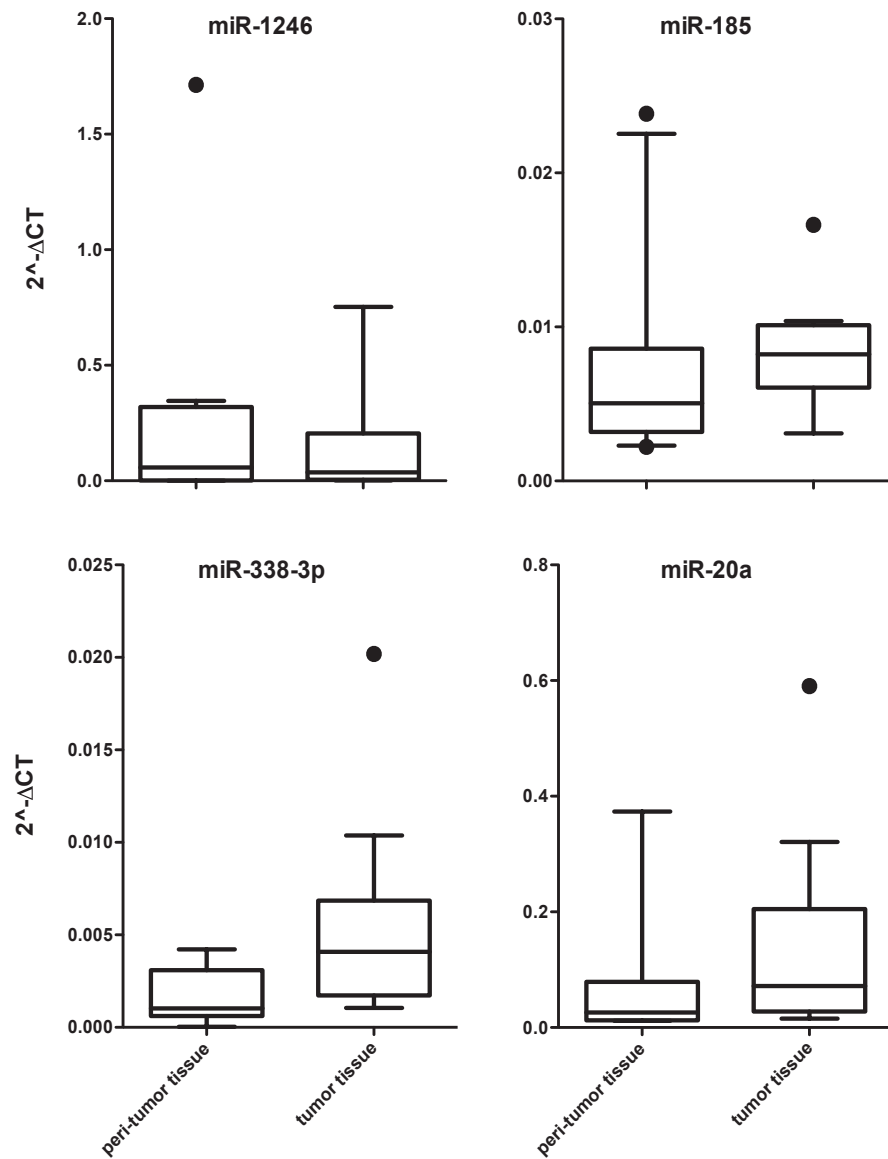 miR-1246
2.0
1.5
1.0
0.5
0.0
2^-ΔCT
miR-185
0.03
0.02
0.01
0.00
miR-338-3p
0.025
0.020
0.015
0.010
0.005
0.000
2^-ΔCT
peri-tumor tissue
tumor tissue
miR-20a
0.8
0.6
0.4
0.2
0.0
peri-tumor tissue
tumor tissue